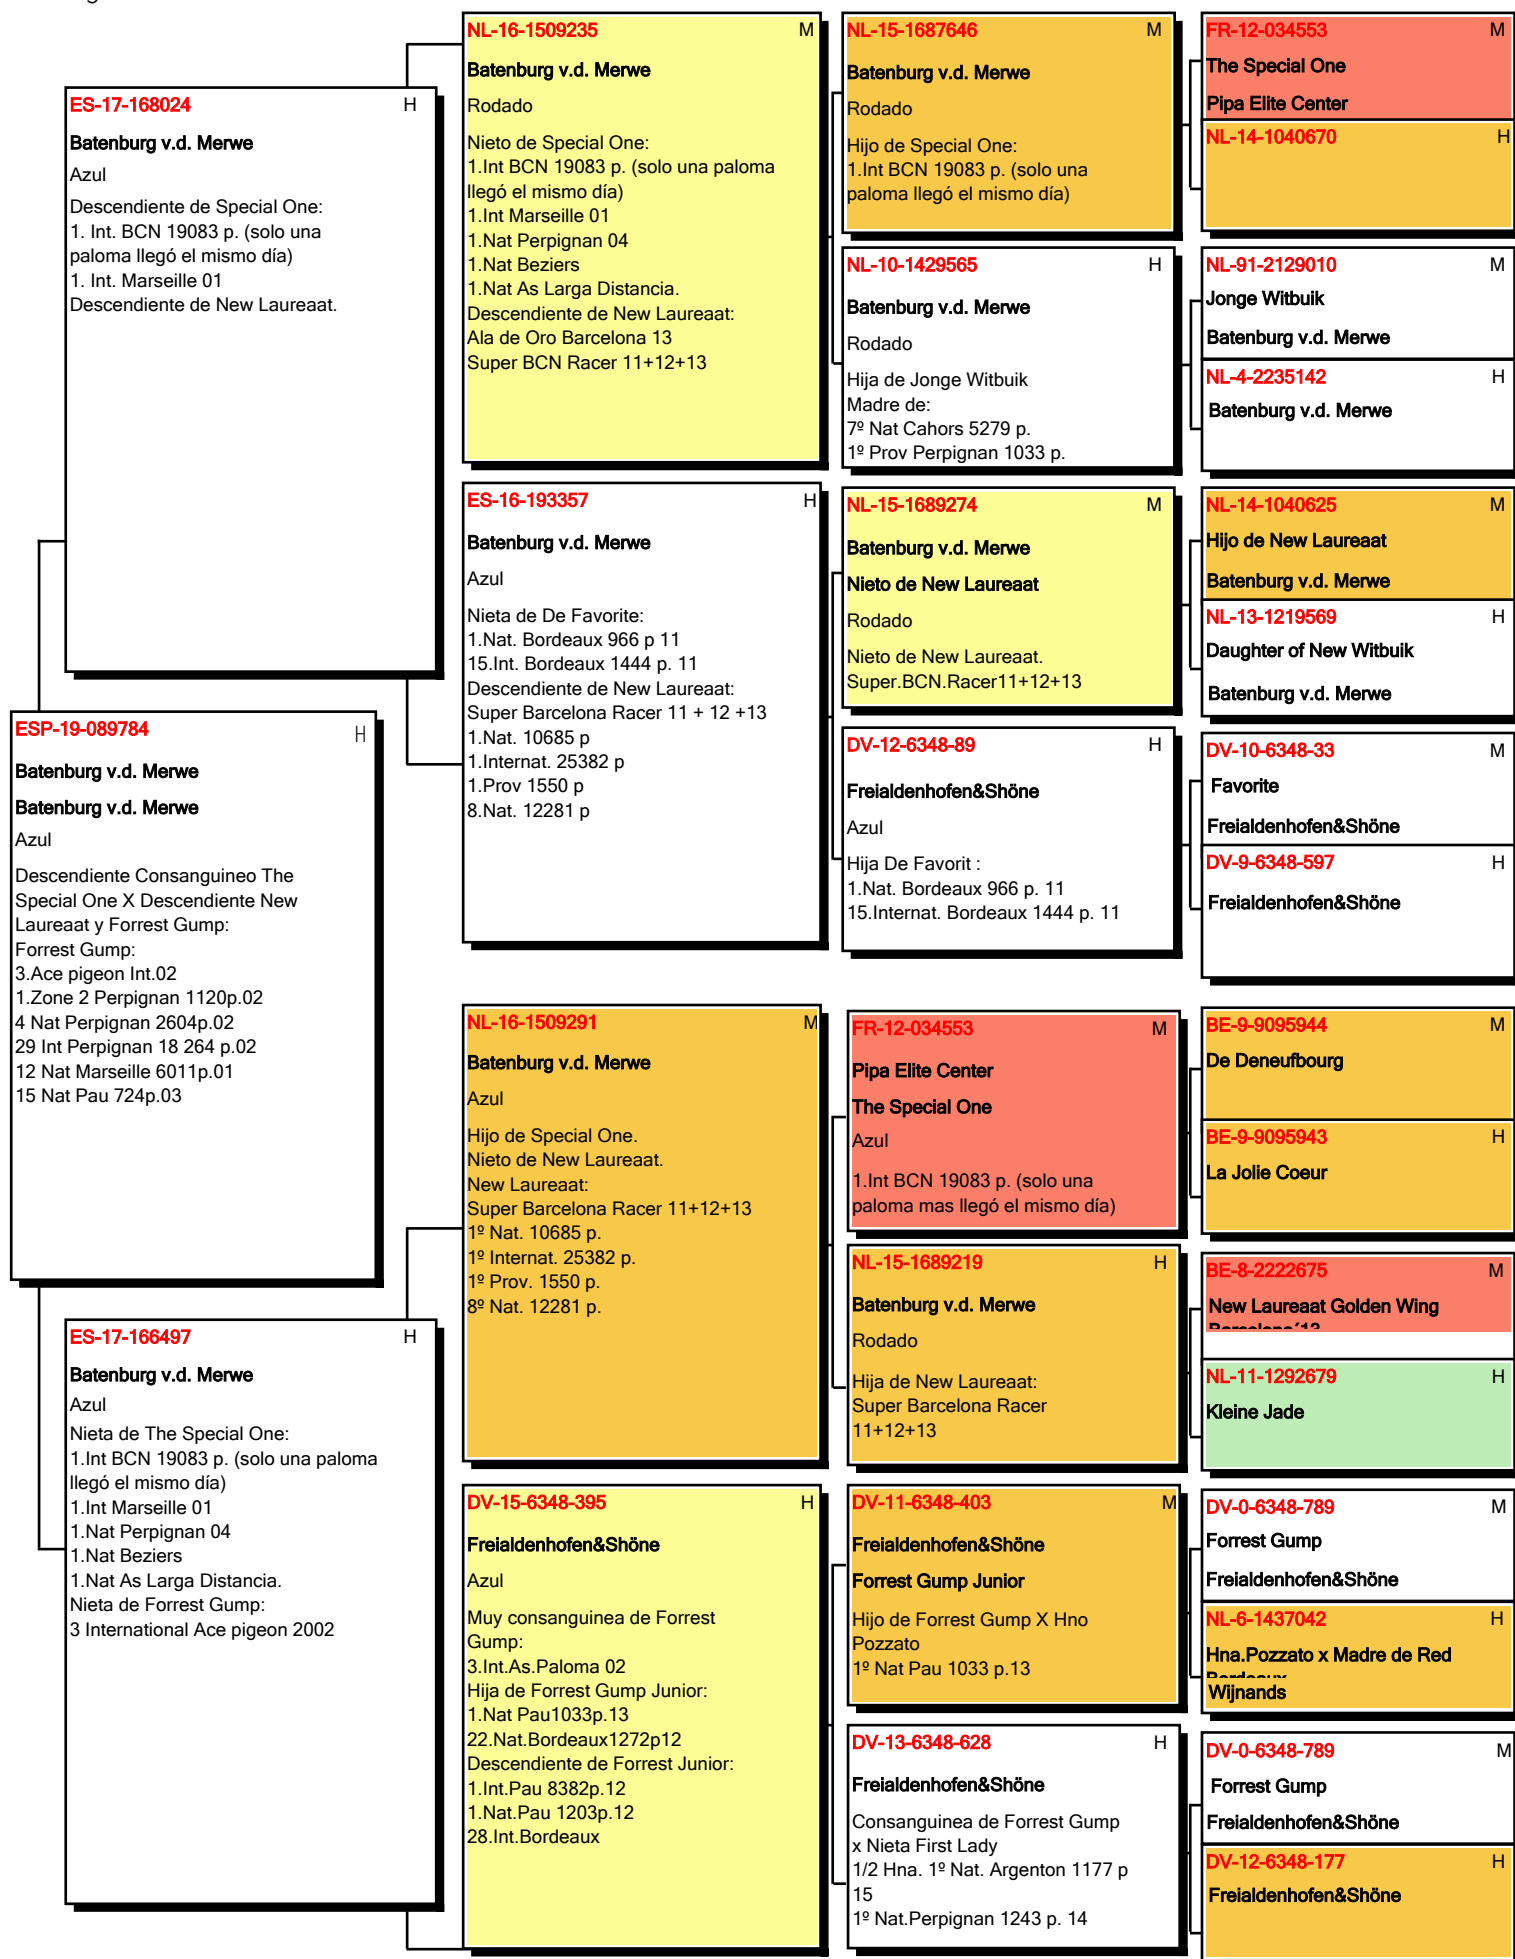 ESP-19-089784 H
Batenburg v.d. Merwe
Batenburg v.d. Merwe
Azul
Descendiente Consanguineo The
Special One X Descendiente New
Laureaat y Forrest Gump:
Forrest Gump:
3.Ace pigeon Int.02
1.Zone 2 Perpignan 1120p.02
4 Nat Perpignan 2604p.02
29 Int Perpignan 18 264 p.02
12 Nat Marseille 6011p.01
15 Nat Pau 724p.03
ES-17-168024 H
Batenburg v.d. Merwe
Azul
Descendiente de Special One:
1. Int. BCN 19083 p. (solo una
paloma llegó el mismo día)
1. Int. Marseille 01
Descendiente de New Laureaat.
ES-17-166497 H
Batenburg v.d. Merwe
Azul
Nieta de The Special One:
1.Int BCN 19083 p. (solo una paloma
llegó el mismo día)
1.Int Marseille 01
1.Nat Perpignan 04
1.Nat Beziers
1.Nat As Larga Distancia.
Nieta de Forrest Gump:
3 International Ace pigeon 2002
NL-16-1509235 M
Batenburg v.d. Merwe
Rodado
Nieto de Special One:
1.Int BCN 19083 p. (solo una paloma
llegó el mismo día)
1.Int Marseille 01
1.Nat Perpignan 04
1.Nat Beziers
1.Nat As Larga Distancia.
Descendiente de New Laureaat:
Ala de Oro Barcelona 13
Super BCN Racer 11+12+13
ES-16-193357 H
Batenburg v.d. Merwe
Azul
Nieta de De Favorite:
1.Nat. Bordeaux 966 p 11
15.Int. Bordeaux 1444 p. 11
Descendiente de New Laureaat:
Super Barcelona Racer 11 + 12 +13
1.Nat. 10685 p
1.Internat. 25382 p
1.Prov 1550 p
8.Nat. 12281 p
NL-16-1509291 M
Batenburg v.d. Merwe
Azul
Hijo de Special One.
Nieto de New Laureaat.
New Laureaat:
Super Barcelona Racer 11+12+13
1º Nat. 10685 p.
1º Internat. 25382 p.
1º Prov. 1550 p.
8º Nat. 12281 p.
DV-15-6348-395 H
Freialdenhofen&Shöne
Azul
Muy consanguinea de Forrest
Gump:
3.Int.As.Paloma 02
Hija de Forrest Gump Junior:
1.Nat Pau1033p.13
22.Nat.Bordeaux1272p12
Descendiente de Forrest Junior:
1.Int.Pau 8382p.12
1.Nat.Pau 1203p.12
28.Int.Bordeaux
NL-15-1687646 M
Batenburg v.d. Merwe
Rodado
Hijo de Special One:
1.Int BCN 19083 p. (solo una
paloma llegó el mismo día)
NL-10-1429565 H
Batenburg v.d. Merwe
Rodado
Hija de Jonge Witbuik
Madre de:
7º Nat Cahors 5279 p.
1º Prov Perpignan 1033 p.
NL-15-1689274 M
Batenburg v.d. Merwe
Nieto de New Laureaat
Rodado
Nieto de New Laureaat.
Super.BCN.Racer11+12+13
DV-12-6348-89 H
Freialdenhofen&Shöne
Azul
Hija De Favorit :
1.Nat. Bordeaux 966 p. 11
15.Internat. Bordeaux 1444 p. 11
FR-12-034553 M
Pipa Elite Center
The Special One
Azul
1.Int BCN 19083 p. (solo una
paloma mas llegó el mismo día)
NL-15-1689219 H
Batenburg v.d. Merwe
Rodado
Hija de New Laureaat:
Super Barcelona Racer
11+12+13
DV-11-6348-403 M
Freialdenhofen&Shöne
Forrest Gump Junior
Hijo de Forrest Gump X Hno
Pozzato
1º Nat Pau 1033 p.13
DV-13-6348-628 H
Freialdenhofen&Shöne
Consanguinea de Forrest Gump
x Nieta First Lady
1/2 Hna. 1º Nat. Argenton 1177 p
15
1º Nat.Perpignan 1243 p. 14
FR-12-034553 M
The Special One
Pipa Elite Center
NL-14-1040670 H
NL-91-2129010 M
Jonge Witbuik
Batenburg v.d. Merwe
NL-4-2235142 H
Batenburg v.d. Merwe
NL-14-1040625 M
Hijo de New Laureaat
Batenburg v.d. Merwe
NL-13-1219569 H
Daughter of New Witbuik
Batenburg v.d. Merwe
DV-10-6348-33 M
Favorite
Freialdenhofen&Shöne
DV-9-6348-597 H
Freialdenhofen&Shöne
BE-9-9095944 M
De Deneufbourg
BE-9-9095943 H
La Jolie Coeur
BE-8-2222675 M
New Laureaat Golden Wing
Barcelona´13
NL-11-1292679 H
Kleine Jade
DV-0-6348-789 M
Forrest Gump
Freialdenhofen&Shöne
NL-6-1437042 H
Hna.Pozzato x Madre de Red
Bordeaux
Wijnands
DV-0-6348-789 M
Forrest Gump
Freialdenhofen&Shöne
DV-12-6348-177 H
Freialdenhofen&Shöne